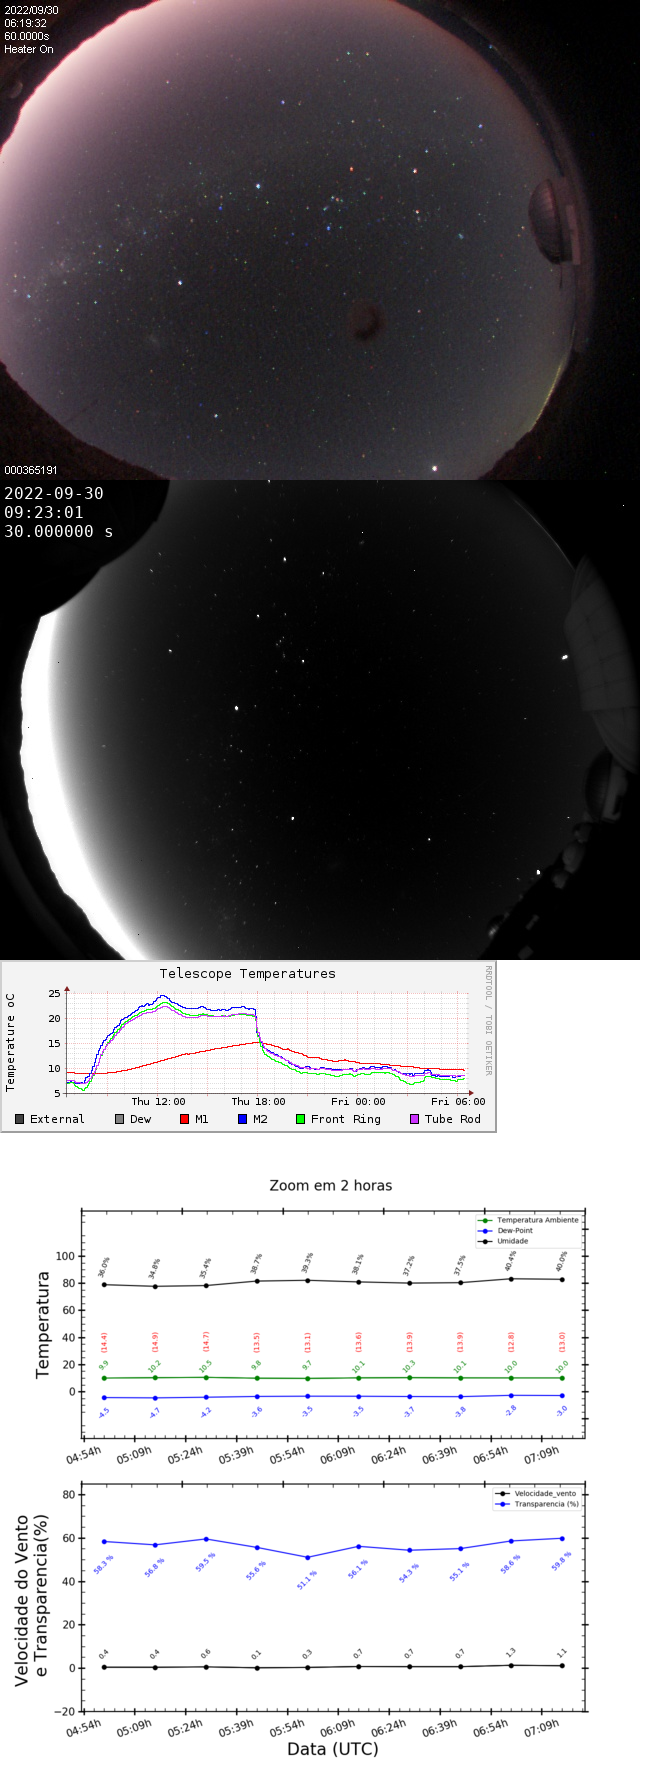 2022/09/30
06:19:32
60.0000s
Heater On
000365191
2022-09-30
09:23:01
30.000000 s
Telescope Temperatures
RRDTOOL / TOBI OETIKER
Temperature oC
25
20
15
10
5
Thu 12:00 Thu 18:00 Fri 00:00 Fri 06:00
External Dew M1 M2 Front Ring Tube Rod
Zoom em 2 horas
Temperatura Ambiente
Dew-Point
Umidade
Temperatura
100
80
60
40
20
0
36.0% 34.8% 35.4% 38.7% 39.3% 38.1% 37.2% 37.5% 40.4% 40.0%
(14.4) (14.9) (14.7) (13.5) (13.1) (13.6) (13.9) (13.9) (12.8) (13.0)
9.9 10.2 10.5 9.8 9.7 10.1 10.3 10.1 10.0 10.0
-4.5 -4.7 -4.2 -3.6 -3.5 -3.5 -3.7 -3.8 -2.8 -3.0
04:54h 05:09h 05:24h 05:39h 05:54h 06:09h 06:24h 06:39h 06:54h 07:09h
Velocidade_vento
Transparencia (%)
Velocidade do Vento
e Transparencia(%)
80
60
40
20
0
−20
58.3 % 56.8 % 59.5 % 55.6 % 51.1 % 56.1 % 54.3 % 55.1 % 58.6 % 59.8 %
0.4 0.4 0.6 0.1 0.3 0.7 0.7 0.7 1.3 1.1
04:54h 05:09h 05:24h 05:39h 05:54h 06:09h 06:24h 06:39h 06:54h 07:09h
Data (UTC)